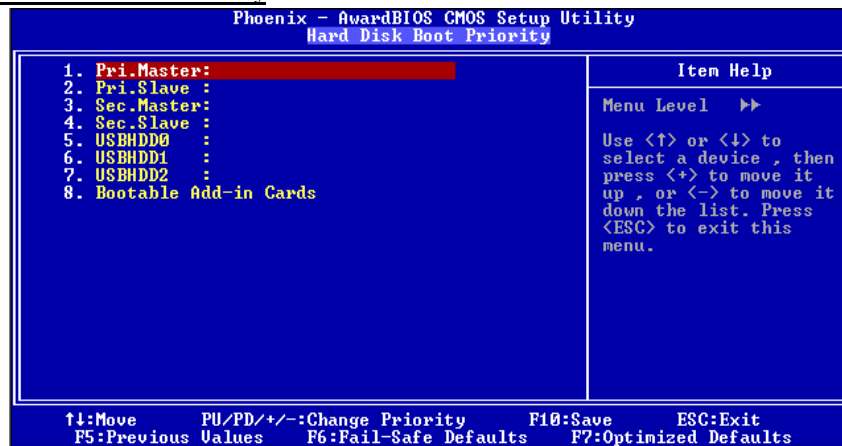 Phoenix - AwardBIOS CMOS Setup Utility
Hard Disk Boot Priority
1. Pri.Master:
2. Pri.Slave :
3. Sec.Master:
4. Sec.Slave :
5. USBHDD0 :
6. USBHDD1 :
7. USBHDD2 :
8. Bootable Add-in Cards
Item Help
Menu Level ▶▶
Use <↑> or <↓> to
select a device , then
press <+> to move it
up , or <-> to move it
down the list. Press
<ESC> to exit this
menu.
↑↓:Move PU/PD/+/-:Change Priority F10:Save ESC:Exit
F5:Previous Values F6:Fail-Safe Defaults F7:Optimized Defaults